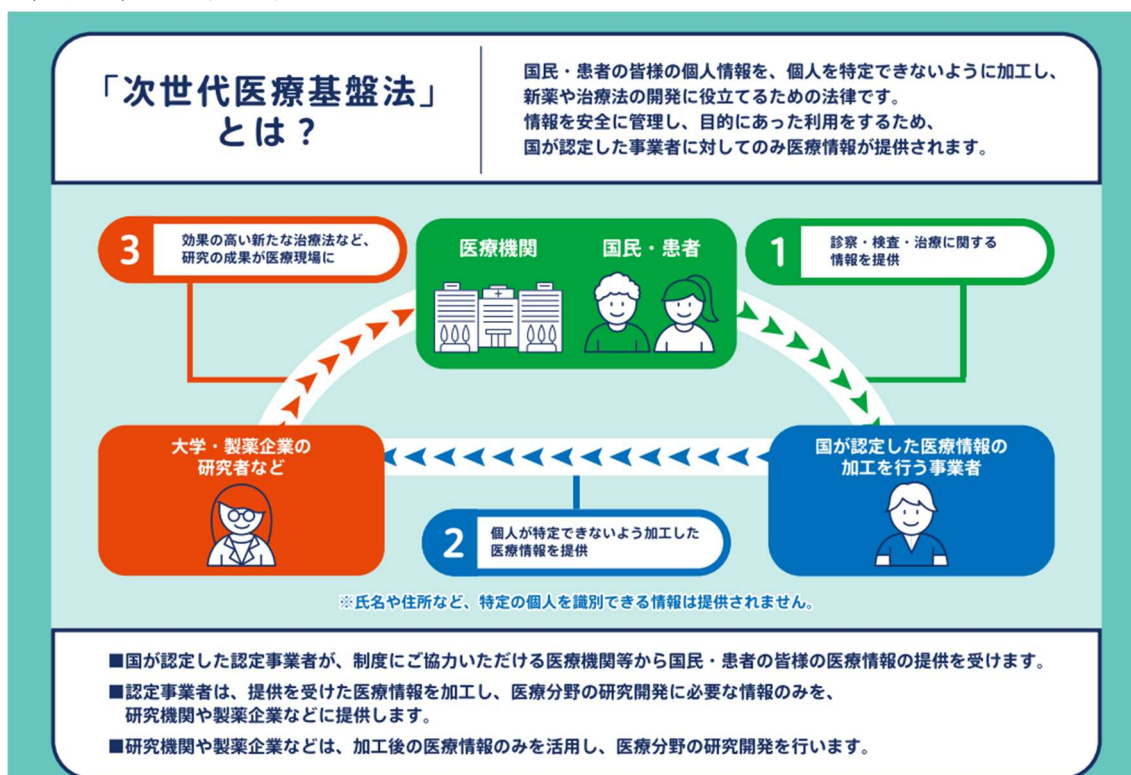 「次世代医療基盤法」
とは？
国民・患者の皆様の個人情報を、個人を特定できないように加工し、
新薬や治療法の開発に役立てるための法律です。
情報を安全に管理し、目的にあった利用をするため、
国が認定した事業者に対してのみ医療情報が提供されます。
3
効果の高い新たな治療法など、
研究の成果が医療現場に
医療機関
国民・患者
1
診察・検査・治療に関する
情報を提供
大学・製薬企業の
研究者など
国が認定した医療情報の
加工を行う事業者
2
個人が特定できないよう加工した
医療情報を提供
※氏名や住所など、特定の個人を識別できる情報は提供されません。
■国が認定した認定事業者が、制度にご協力いただける医療機関等から国民・患者の皆様の医療情報の提供を受けます。
■認定事業者は、提供を受けた医療情報を加工し、医療分野の研究開発に必要な情報のみを、
研究機関や製薬企業などに提供します。
■研究機関や製薬企業などは、加工後の医療情報のみを活用し、医療分野の研究開発を行います。